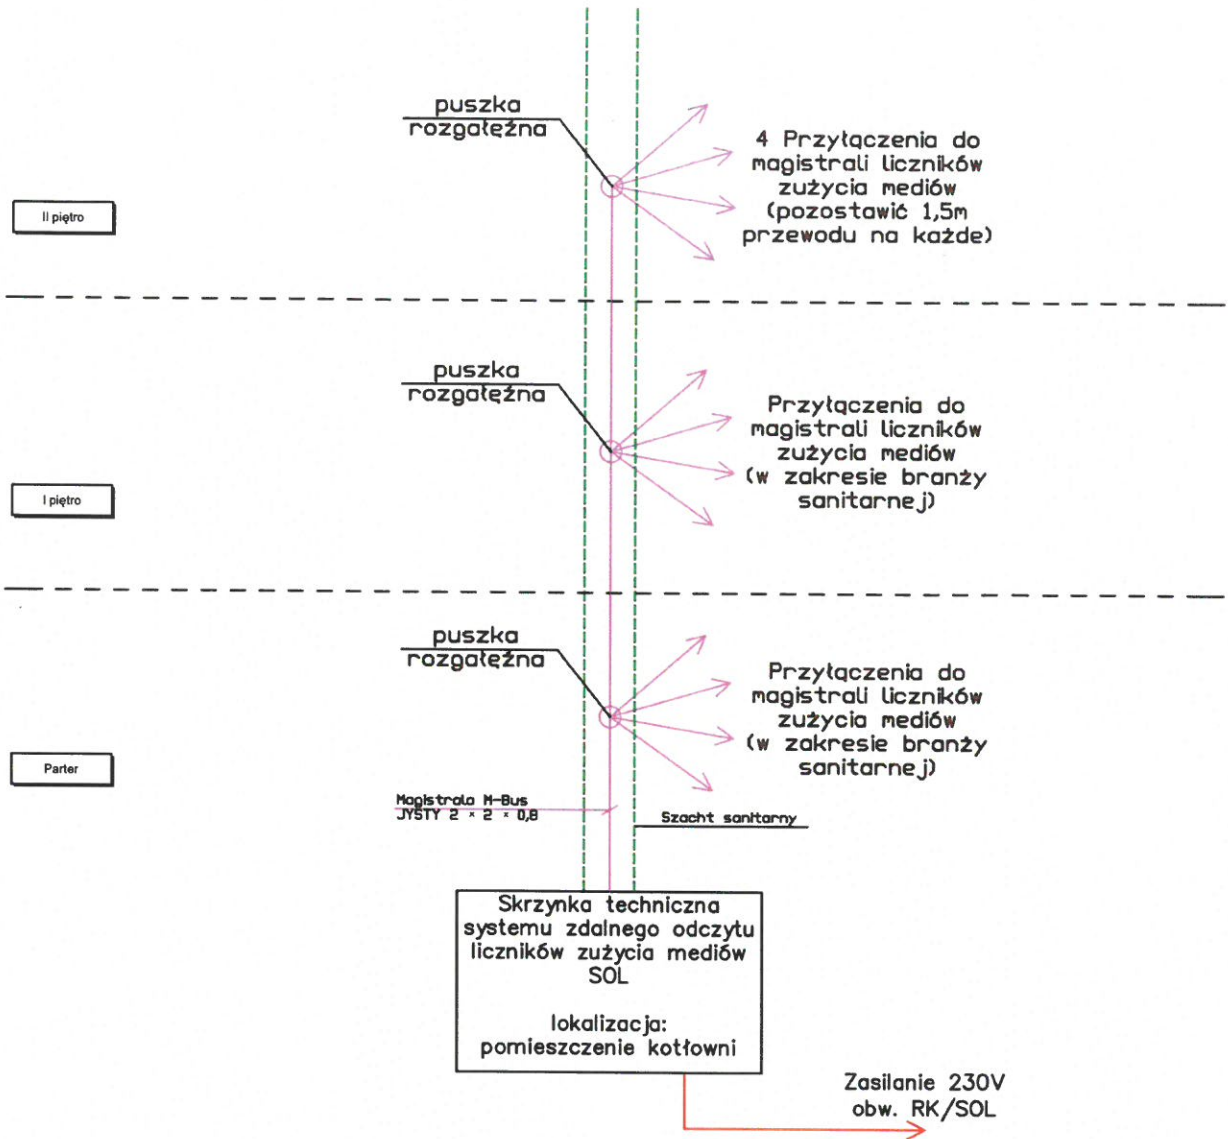 puszka
rozgałęźna
4 Przyłączenia do
magistrali liczników
zużycia mediów
(pozostawić 1,5m
przewodu na każde)
II piętro
puszka
rozgałęźna
Przyłączenia do
magistrali liczników
zużycia mediów
(w zakresie branży
sanitarnej)
I piętro
puszka
rozgałęźna
Przyłączenia do
magistrali liczników
zużycia mediów
(w zakresie branży
sanitarnej)
Parter
Magistrala M-Bus
JYSTY 2 × 2 × 0,8
Szacht sanitarny
Skrzynka techniczna
systemu zdalnego odczytu
liczników zużycia mediów
SOL
lokalizacja:
pomieszczenie kotłowni
Zasilanie 230V
obw. RK/SOL